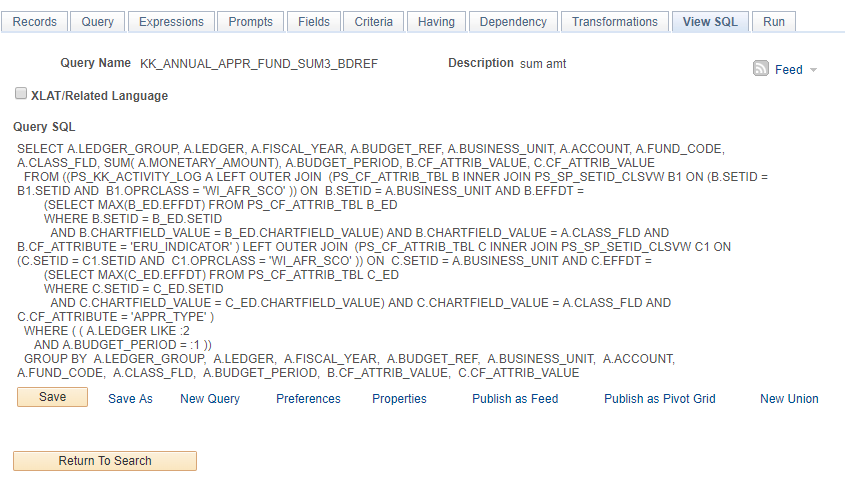 Records Query Expressions Prompts Fields Criteria Having Dependency Transformations View SQL Run
Query Name KK_ANNUAL_APPR_FUND_SUM3_BDREF Description sum amt
Feed
XLAT/Related Language
Query SQL
SELECT A.LEDGER_GROUP, A.LEDGER, A.FISCAL_YEAR, A.BUDGET_REF, A.BUSINESS_UNIT, A.ACCOUNT, A.FUND_CODE,
A.CLASS_FLD, SUM( A.MONETARY_AMOUNT), A.BUDGET_PERIOD, B.CF_ATTRIB_VALUE, C.CF_ATTRIB_VALUE
FROM ((PS_KK_ACTIVITY_LOG A LEFT OUTER JOIN (PS_CF_ATTRIB_TBL B INNER JOIN PS_SP_SETID_CLSVW B1 ON (B.SETID =
B1.SETID AND B1.OPRCLASS = 'WI_AFR_SCO' )) ON B.SETID = A.BUSINESS_UNIT AND B.EFFDT =
(SELECT MAX(B_ED.EFFDT) FROM PS_CF_ATTRIB_TBL B_ED
WHERE B.SETID = B_ED.SETID
AND B.CHARTFIELD_VALUE = B_ED.CHARTFIELD_VALUE) AND B.CHARTFIELD_VALUE = A.CLASS_FLD AND
B.CF_ATTRIBUTE = 'ERU_INDICATOR' ) LEFT OUTER JOIN (PS_CF_ATTRIB_TBL C INNER JOIN PS_SP_SETID_CLSVW C1 ON
(C.SETID = C1.SETID AND C1.OPRCLASS = 'WI_AFR_SCO' )) ON C.SETID = A.BUSINESS_UNIT AND C.EFFDT =
(SELECT MAX(C_ED.EFFDT) FROM PS_CF_ATTRIB_TBL C_ED
WHERE C.SETID = C_ED.SETID
AND C.CHARTFIELD_VALUE = C_ED.CHARTFIELD_VALUE) AND C.CHARTFIELD_VALUE = A.CLASS_FLD AND
C.CF_ATTRIBUTE = 'APPR_TYPE' )
WHERE ( ( A.LEDGER LIKE :2
AND A.BUDGET_PERIOD = :1 ))
GROUP BY A.LEDGER_GROUP, A.LEDGER, A.FISCAL_YEAR, A.BUDGET_REF, A.BUSINESS_UNIT, A.ACCOUNT,
A.FUND_CODE, A.CLASS_FLD, A.BUDGET_PERIOD, B.CF_ATTRIB_VALUE, C.CF_ATTRIB_VALUE
Save Save As New Query Preferences Properties Publish as Feed Publish as Pivot Grid New Union
Return To Search